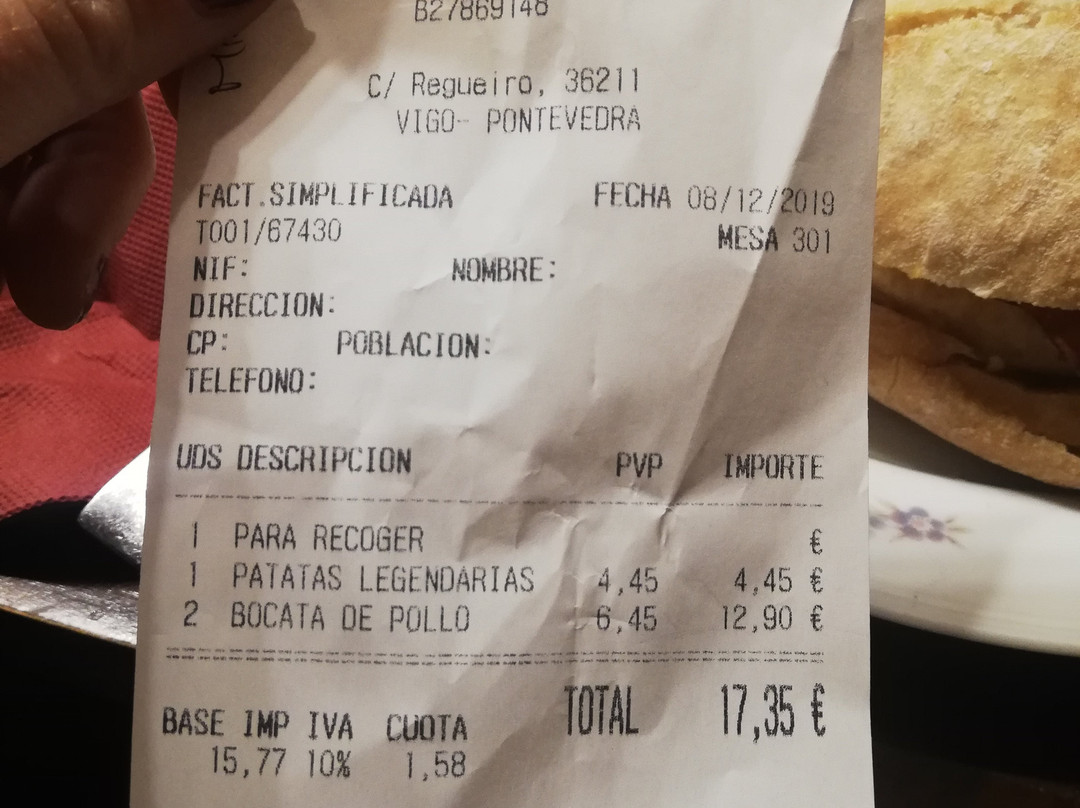 B27869148
C/ Regueiro, 36211
VIGO- PONTEVEDRA
FACT.SIMPLIFICADA FECHA 08/12/2019
T001/67430 MESA 301
NIF: NOMBRE:
DIRECCION:
CP: POBLACION:
TELEFONO:
UDS DESCRIPCION PVP IMPORTE
1 PARA RECOGER €
1 PATATAS LEGENDARIAS 4,45 4,45 €
2 BOCATA DE POLLO 6,45 12,90 €
TOTAL 17,35 €
BASE IMP IVA CUOTA
15,77 10% 1,58